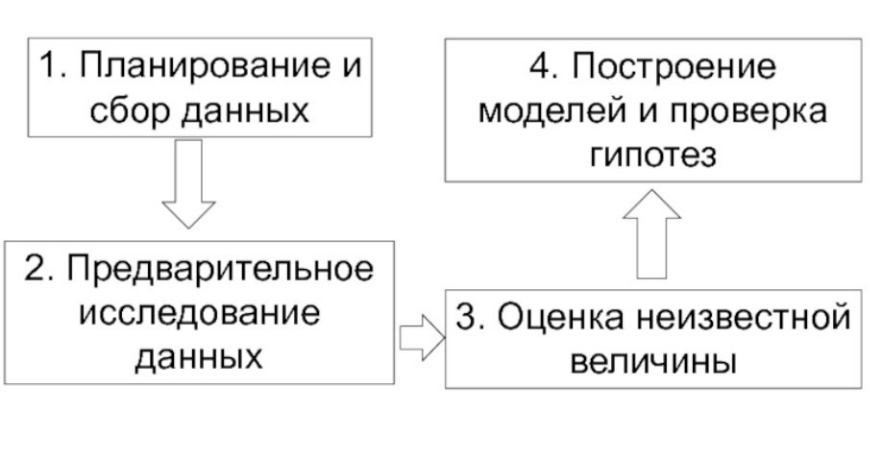 1. Планирование и
сбор данных
2. Предварительное
исследование
данных
3. Оценка неизвестной
величины
4. Построение
моделей и проверка
гипотез